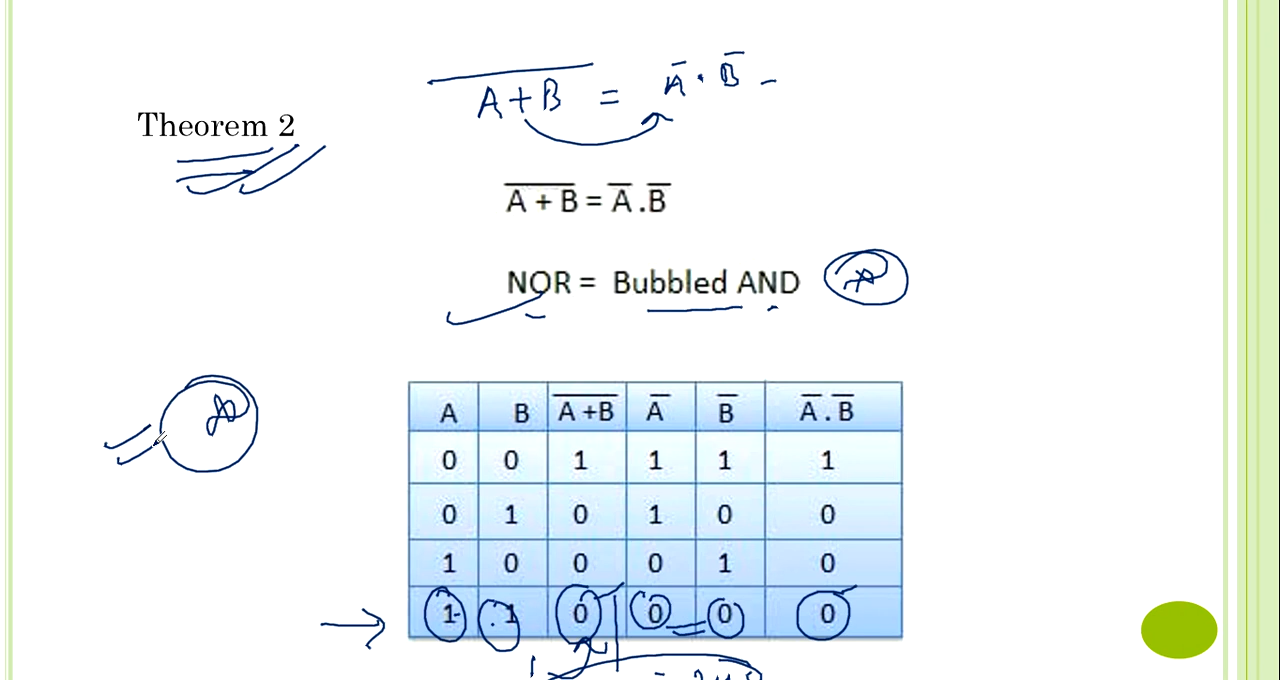 A+B̅ = A̅ . B̅ -
Theorem 2
A̅ ̅+̅ ̅B̅ = A̅ . B̅
NOR = Bubbled AND
A B A̅ ̅+̅B̅ A̅ B̅ A̅ . B̅
0 0 1 1 1 1
0 1 0 1 0 0
1 0 0 0 1 0
1 1 0 0 0 0